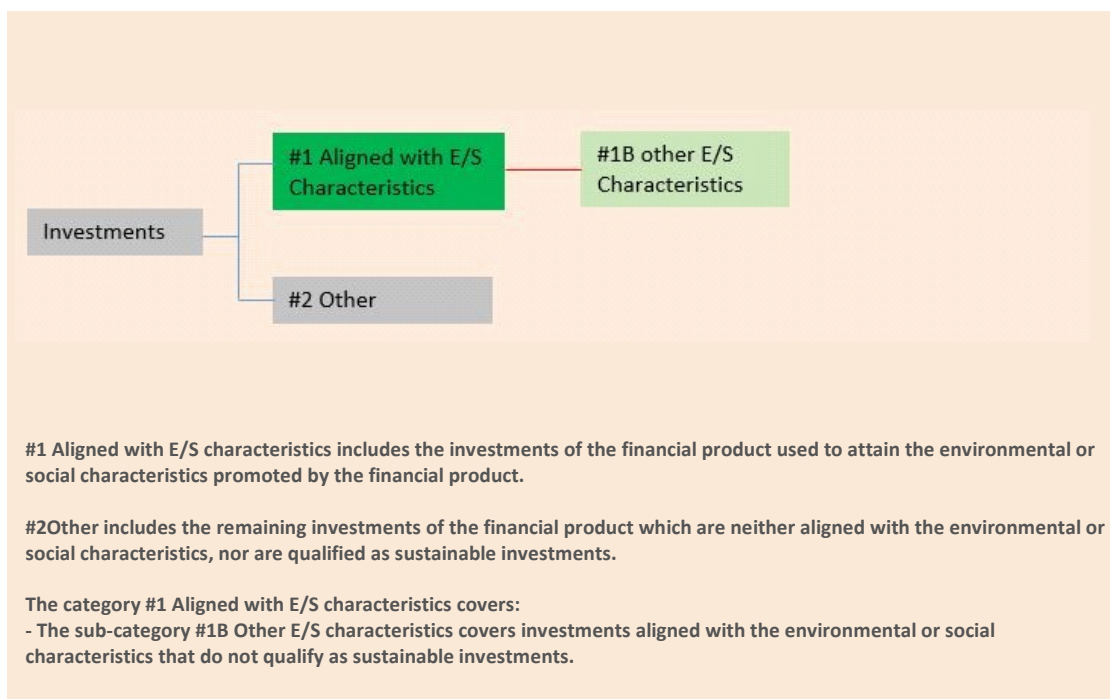 #1 Aligned with E/S
Characteristics
#1B other E/S
Characteristics
Investments
#2 Other
#1 Aligned with E/S characteristics includes the investments of the financial product used to attain the environmental or
social characteristics promoted by the financial product.
#2Other includes the remaining investments of the financial product which are neither aligned with the environmental or
social characteristics, nor are qualified as sustainable investments.
The category #1 Aligned with E/S characteristics covers:
- The sub-category #1B Other E/S characteristics covers investments aligned with the environmental or social
characteristics that do not qualify as sustainable investments.